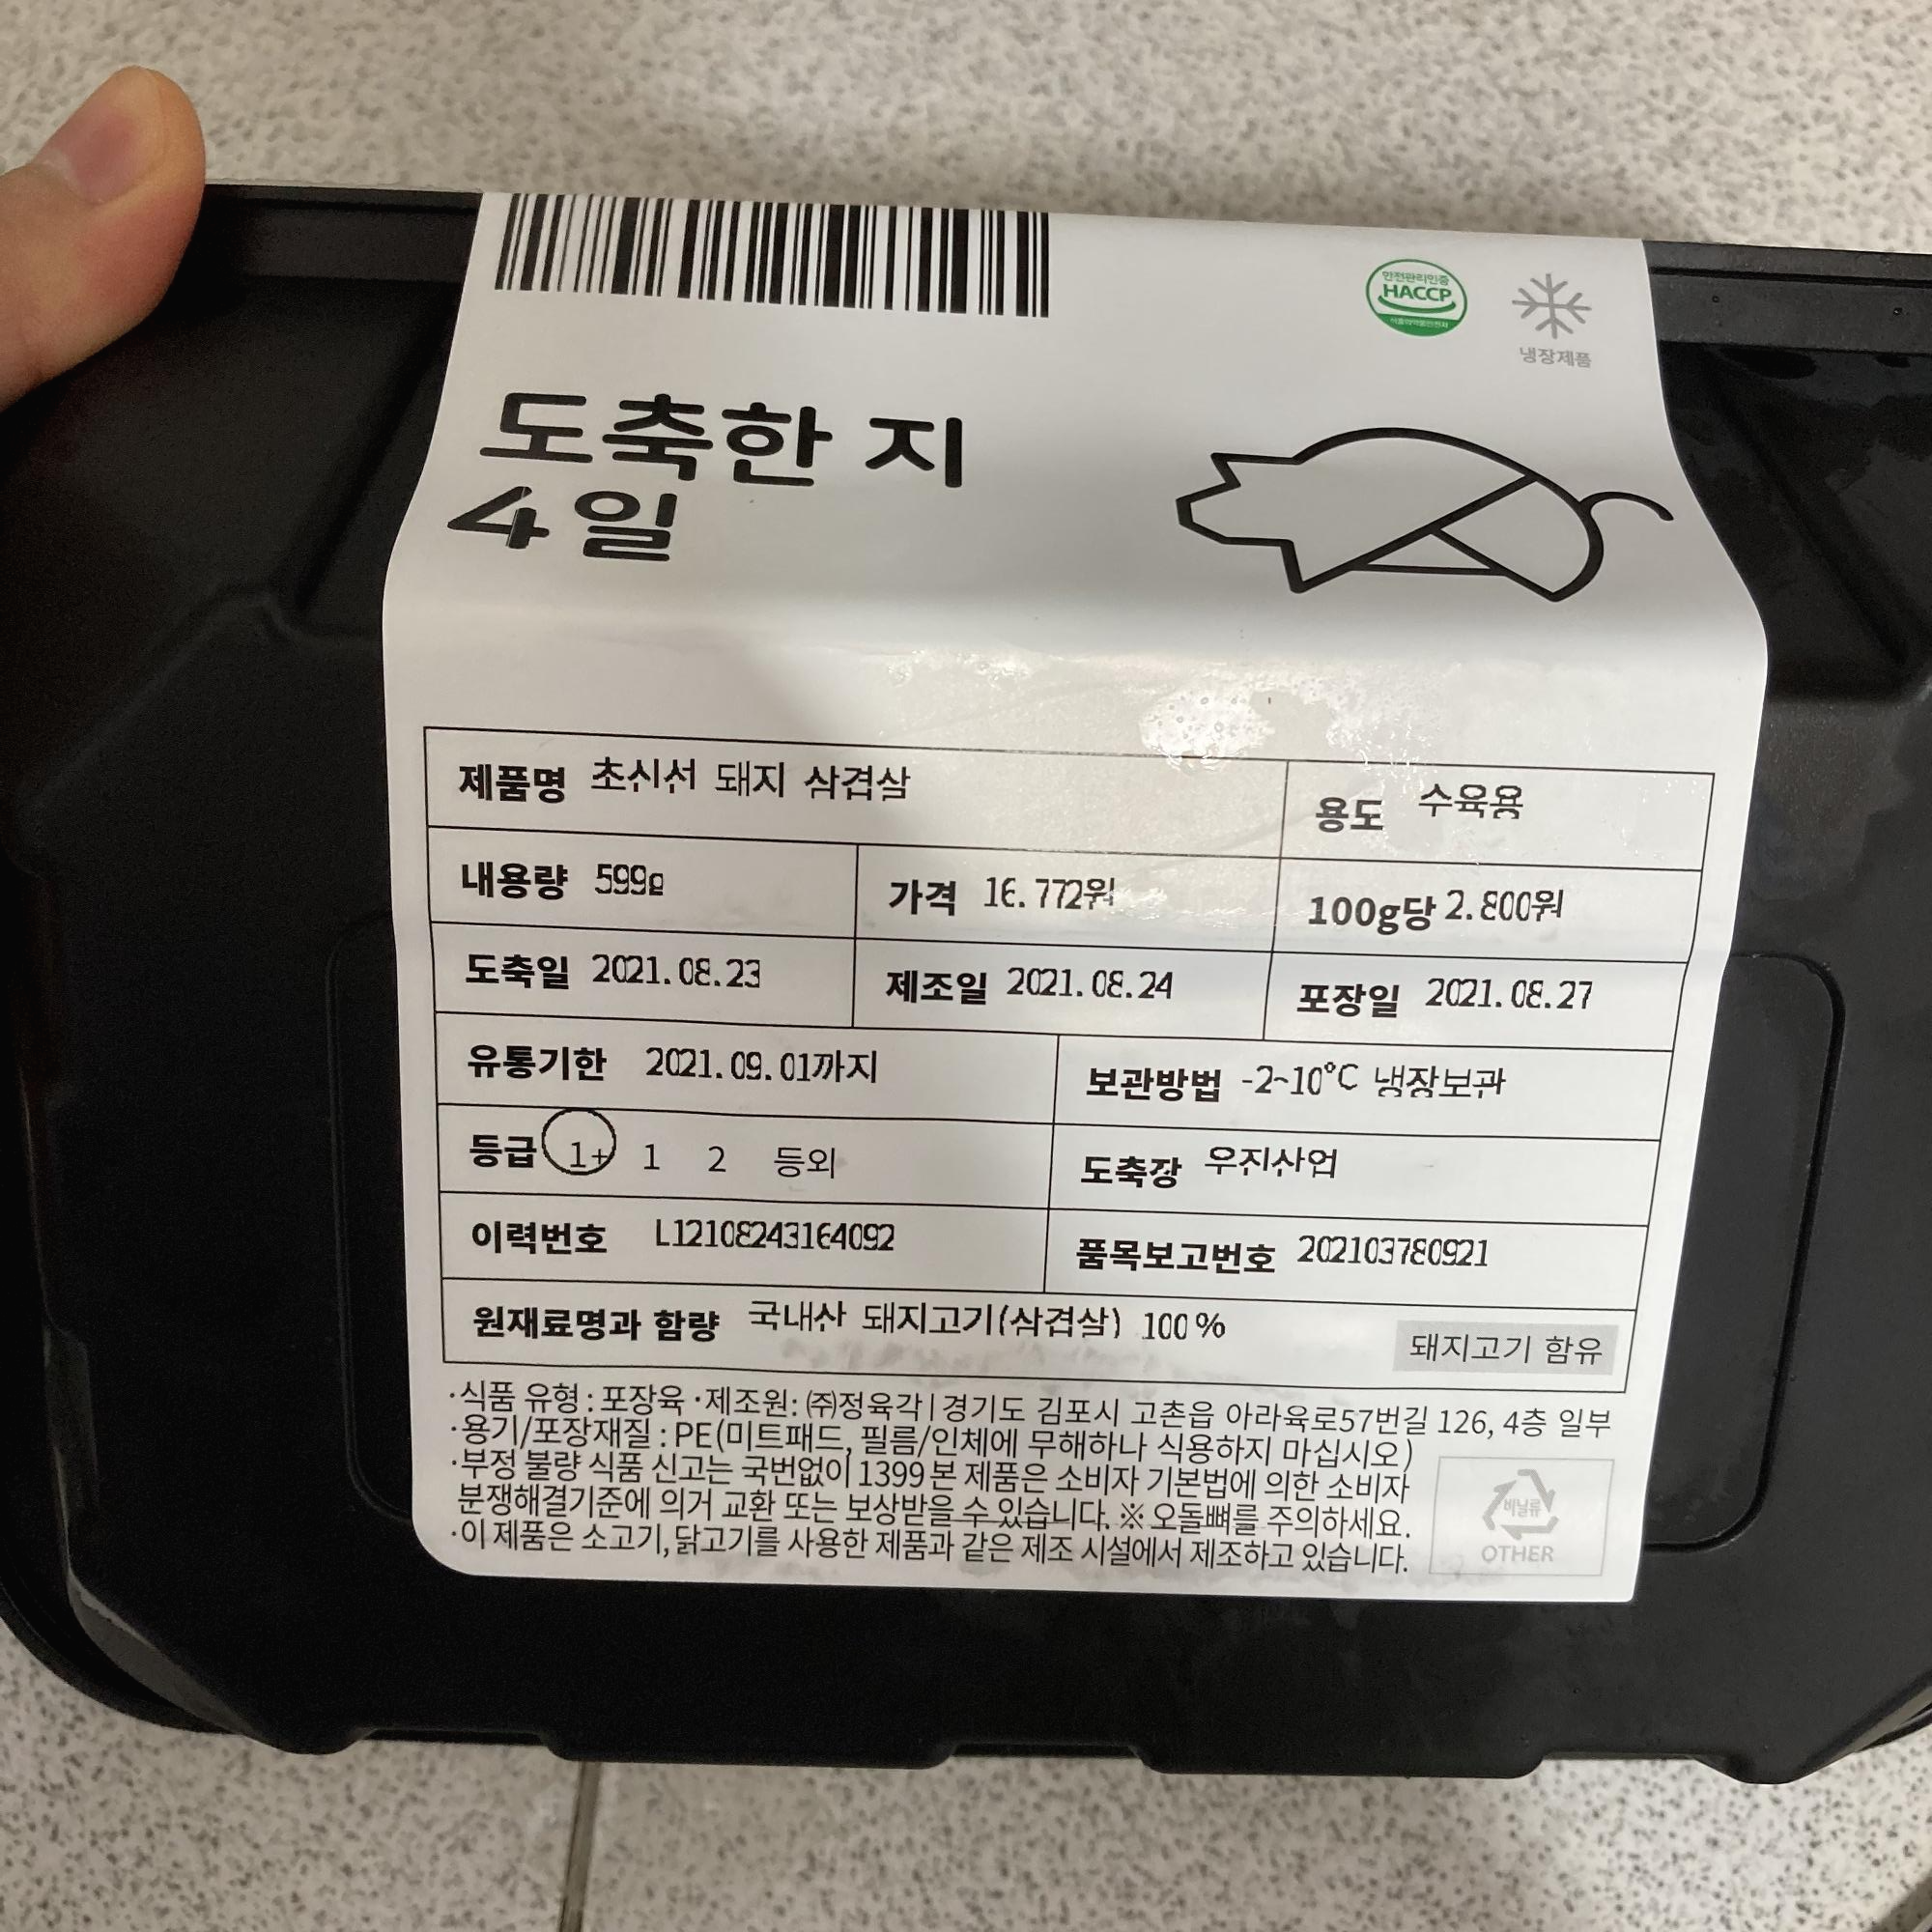 안전관리인증
HACCP
식품의약품안전처
냉장제품
도축한 지
4일
제품명 초신선 돼지 삼겹살
용도 수육용
내용량 599g
가격 16.772원
100g당 2.800원
도축일 2021.08.23
제조일 2021.08.24
포장일 2021.08.27
유통기한 2021.09.01까지
보관방법 -2~10℃ 냉장보관
등급 1+ 1 2 등외
도축장 우진산업
이력번호 L12108243164092
품목보고번호 202103780921
원재료명과 함량 국내산 돼지고기(삼겹살) 100%
돼지고기 함유
·식품 유형 : 포장육 ·제조원: ㈜정육각 | 경기도 김포시 고촌읍 아라육로57번길 126, 4층 일부
·용기/포장재질 : PE(미트패드, 필름/인체에 무해하나 식용하지 마십시오)
·부정 불량 식품 신고는 국번없이 1399 본 제품은 소비자 기본법에 의한 소비자
분쟁해결기준에 의거 교환 또는 보상받을 수 있습니다. ※ 오돌뼈를 주의하세요.
·이 제품은 소고기, 닭고기를 사용한 제품과 같은 제조 시설에서 제조하고 있습니다.
비닐류
OTHER